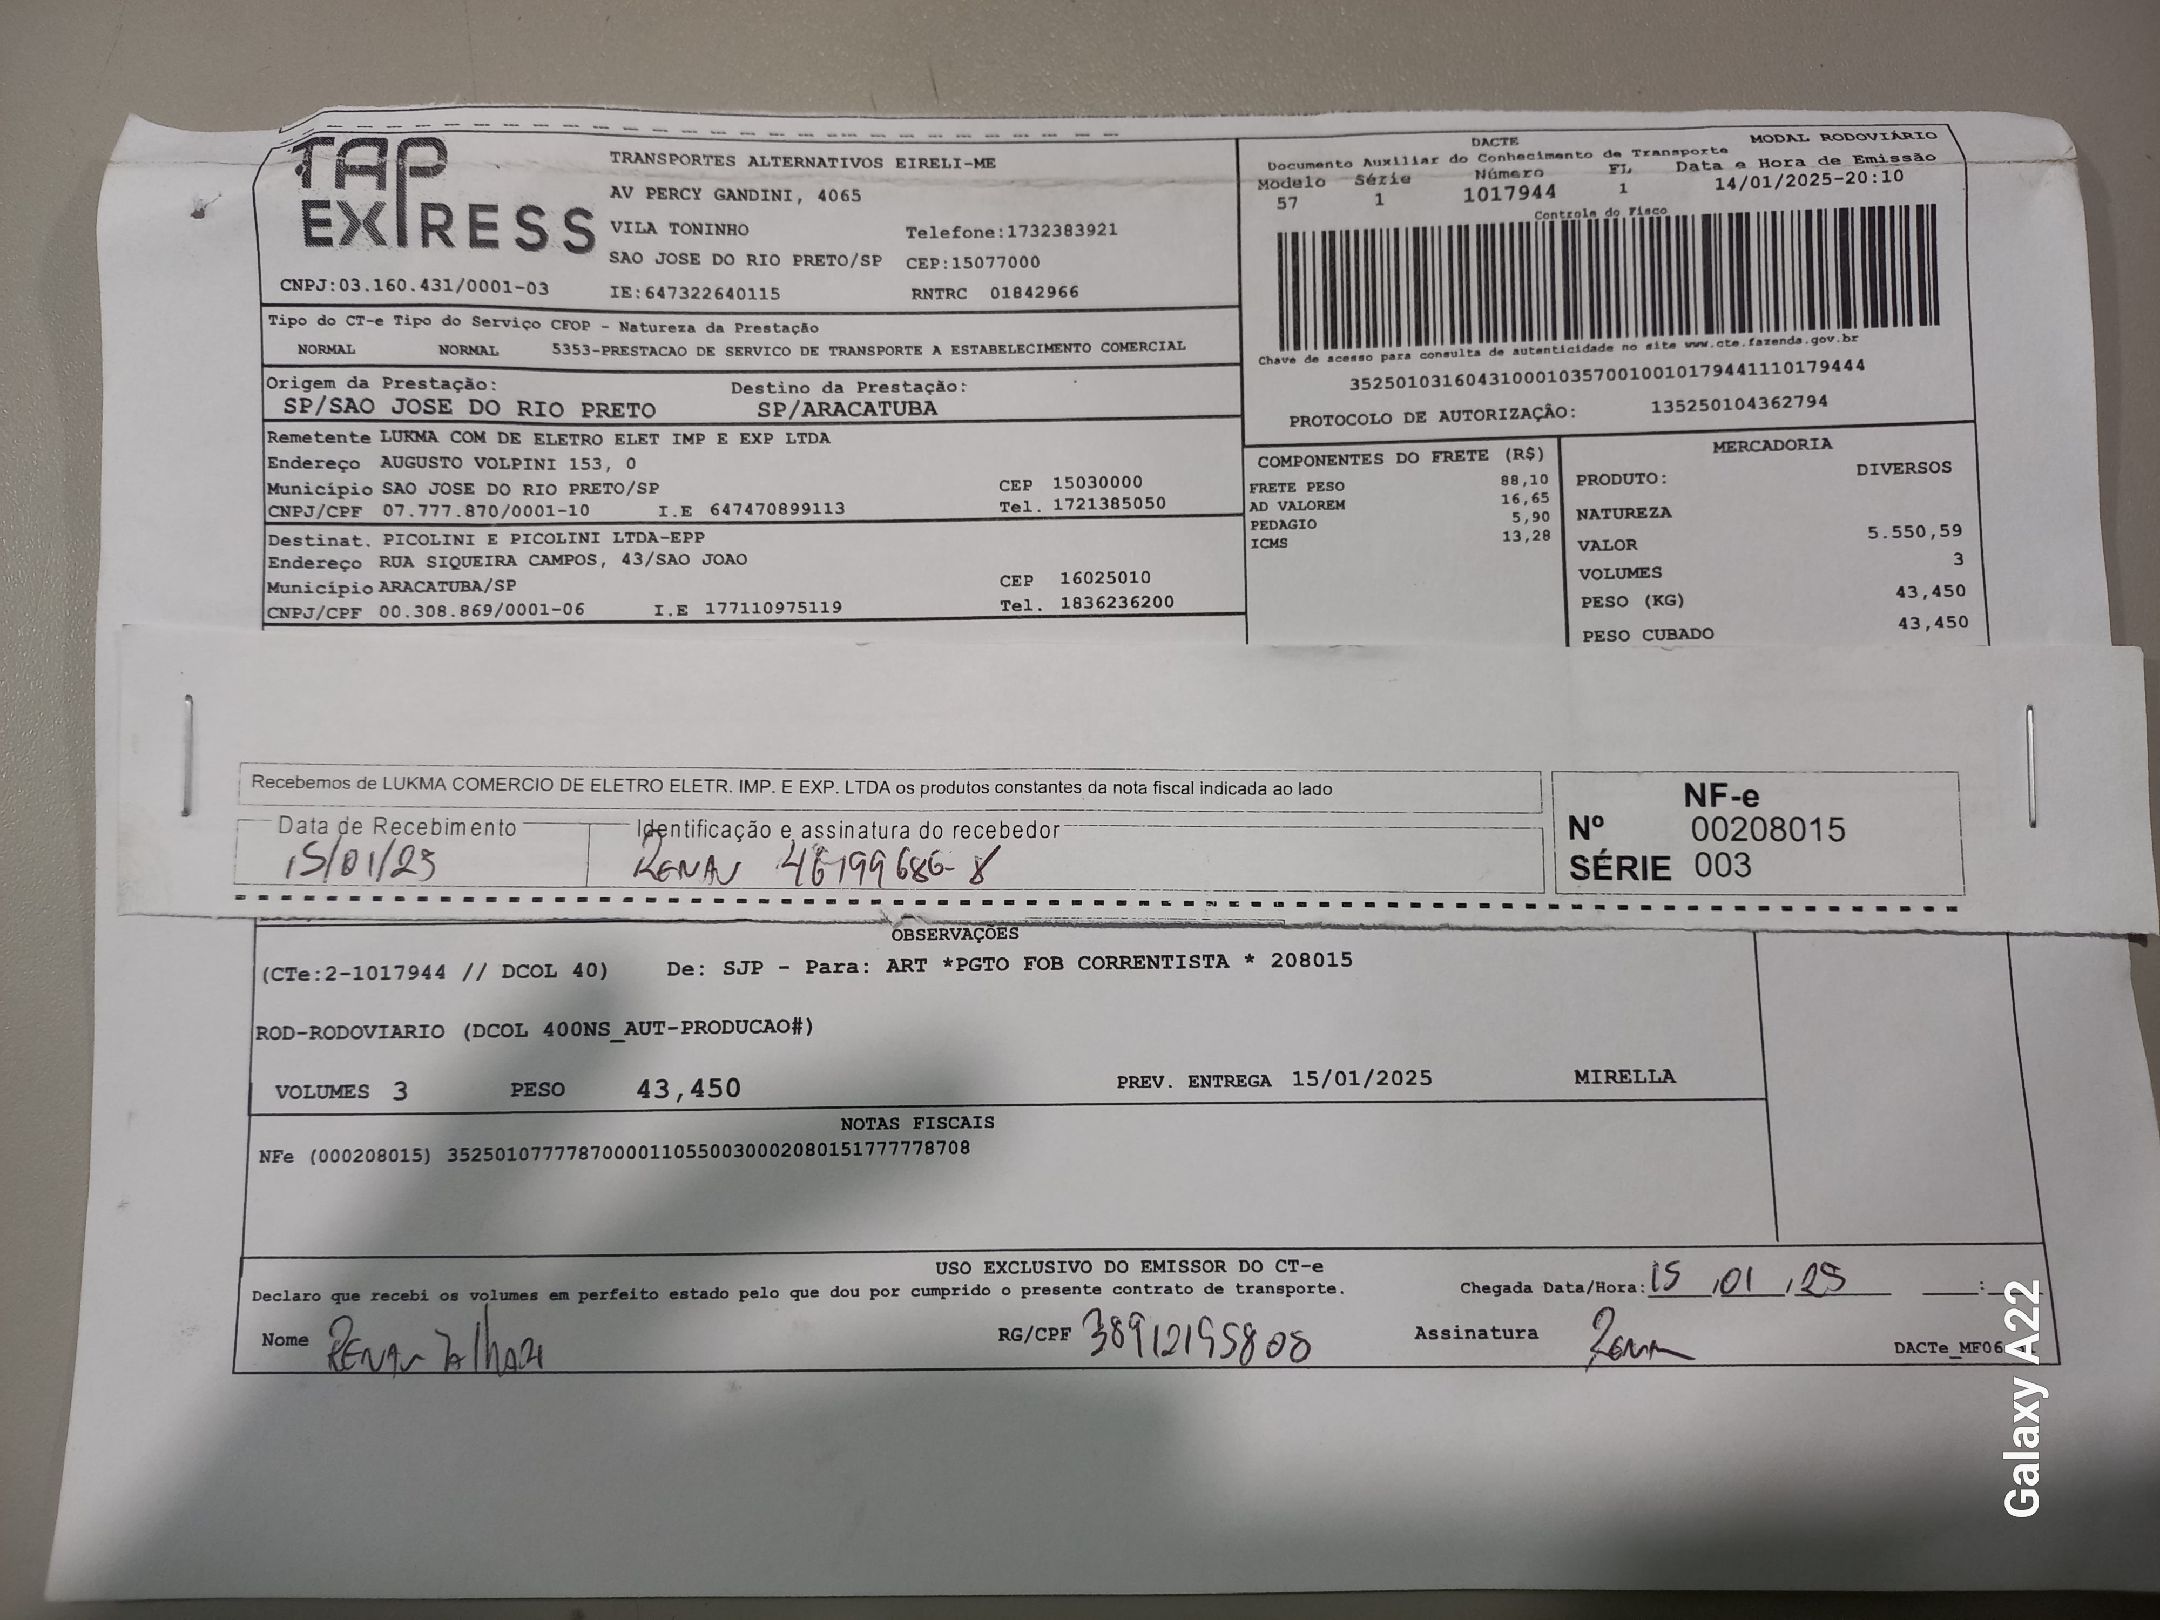 TAP EXPRESS
TRANSPORTES ALTERNATIVOS EIRELI-ME
AV PERCY GANDINI, 4065
VILA TONINHO Telefone:1732383921
SAO JOSE DO RIO PRETO/SP CEP:15077000
CNPJ:03.160.431/0001-03 IE:647322640115 RNTRC 01842966
DACTE MODAL RODOVIÁRIO
Documento Auxiliar do Conhecimento de Transporte
Modelo Série Número FL Data e Hora de Emissão
57 1 1017944 1 14/01/2025-20:10
Controle do Fisco
Chave de acesso para consulta de autenticidade no site www.cte.fazenda.gov.br
35250103160431000103570010010179441110179444
PROTOCOLO DE AUTORIZAÇÃO: 135250104362794
Tipo do CT-e Tipo do Serviço CFOP - Natureza da Prestação
NORMAL NORMAL 5353-PRESTACAO DE SERVICO DE TRANSPORTE A ESTABELECIMENTO COMERCIAL
Origem da Prestação: Destino da Prestação:
SP/SAO JOSE DO RIO PRETO SP/ARACATUBA
Remetente LUKMA COM DE ELETRO ELET IMP E EXP LTDA
Endereço AUGUSTO VOLPINI 153, 0
Município SAO JOSE DO RIO PRETO/SP CEP 15030000
CNPJ/CPF 07.777.870/0001-10 I.E 647470899113 Tel. 1721385050
Destinat. PICOLINI E PICOLINI LTDA-EPP
Endereço RUA SIQUEIRA CAMPOS, 43/SAO JOAO
Município ARACATUBA/SP CEP 16025010
CNPJ/CPF 00.308.869/0001-06 I.E 177110975119 Tel. 1836236200
COMPONENTES DO FRETE (R$)
FRETE PESO 88,10
AD VALOREM 16,65
PEDAGIO 5,90
ICMS 13,28
MERCADORIA
PRODUTO: DIVERSOS
NATUREZA
VALOR 5.550,59
VOLUMES 3
PESO (KG) 43,450
PESO CUBADO 43,450
Recebemos de LUKMA COMERCIO DE ELETRO ELETR. IMP. E EXP. LTDA os produtos constantes da nota fiscal indicada ao lado
Data de Recebimento Identificação e assinatura do recebedor
15/01/25 RENAN 46199686-8
NF-e
Nº 00208015
SÉRIE 003
OBSERVAÇÕES
(CTe:2-1017944 // DCOL 40) De: SJP - Para: ART *PGTO FOB CORRENTISTA * 208015
ROD-RODOVIARIO (DCOL 400NS_AUT-PRODUCAO#)
VOLUMES 3 PESO 43,450 PREV. ENTREGA 15/01/2025 MIRELLA
NOTAS FISCAIS
NFe (000208015) 35250107777870000110550030002080151777778708
USO EXCLUSIVO DO EMISSOR DO CT-e
Declaro que recebi os volumes em perfeito estado pelo que dou por cumprido o presente contrato de transporte. Chegada Data/Hora: 15/01/25
Nome RENAN RG/CPF 38912195808 Assinatura Renan DACTe_MF06
Galaxy A22